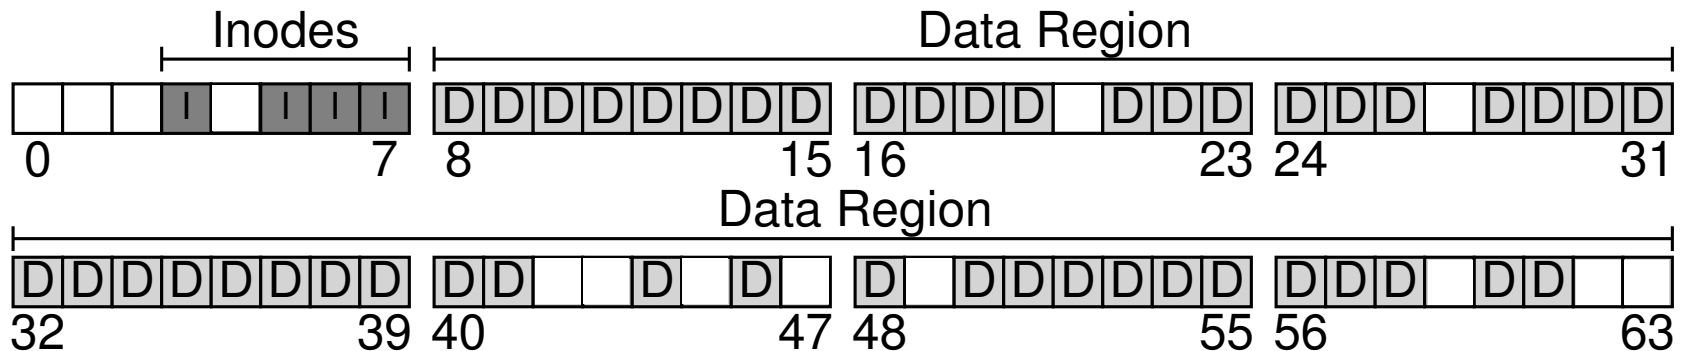 Inodes Data Region
I I I I D D D D D D D D D D D D D D D D D D D D D D
0 7 8 15 16 23 24 31
Data Region
D D D D D D D D D D D D D D D D D D D D D D D D
32 39 40 47 48 55 56 63